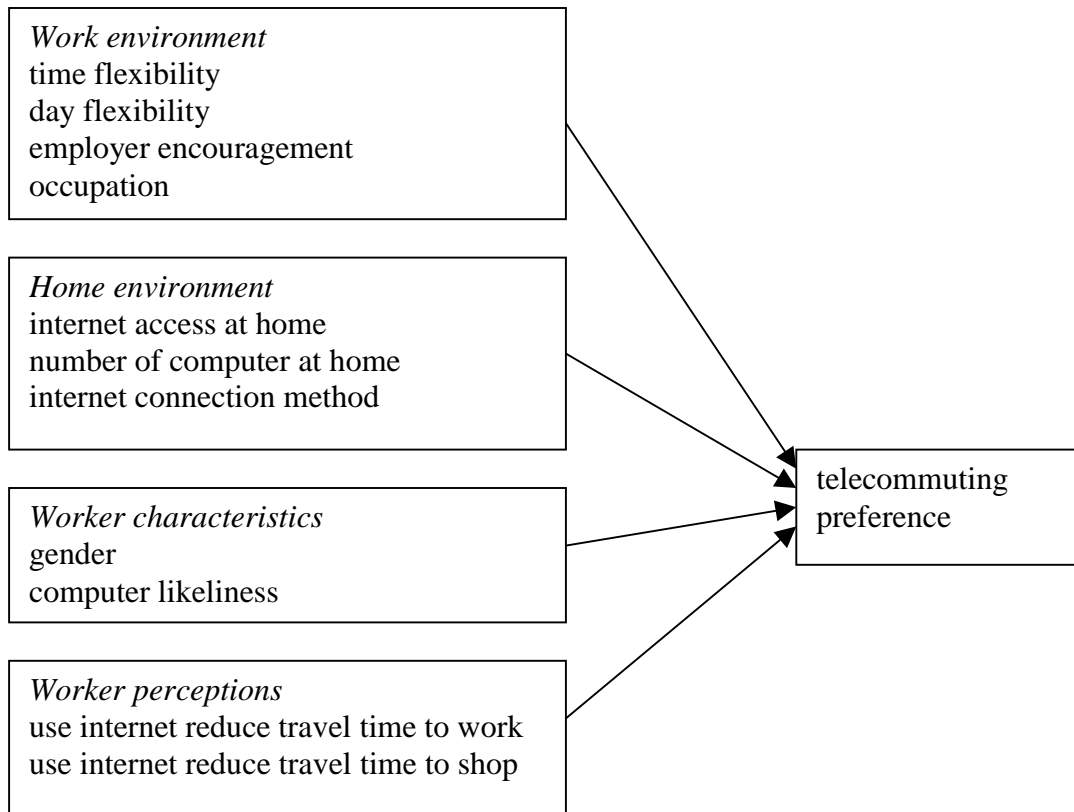 Work environment
time flexibility
day flexibility
employer encouragement
occupation
Home environment
internet access at home
number of computer at home
internet connection method
Worker characteristics
gender
computer likeliness
Worker perceptions
use internet reduce travel time to work
use internet reduce travel time to shop
telecommuting
preference